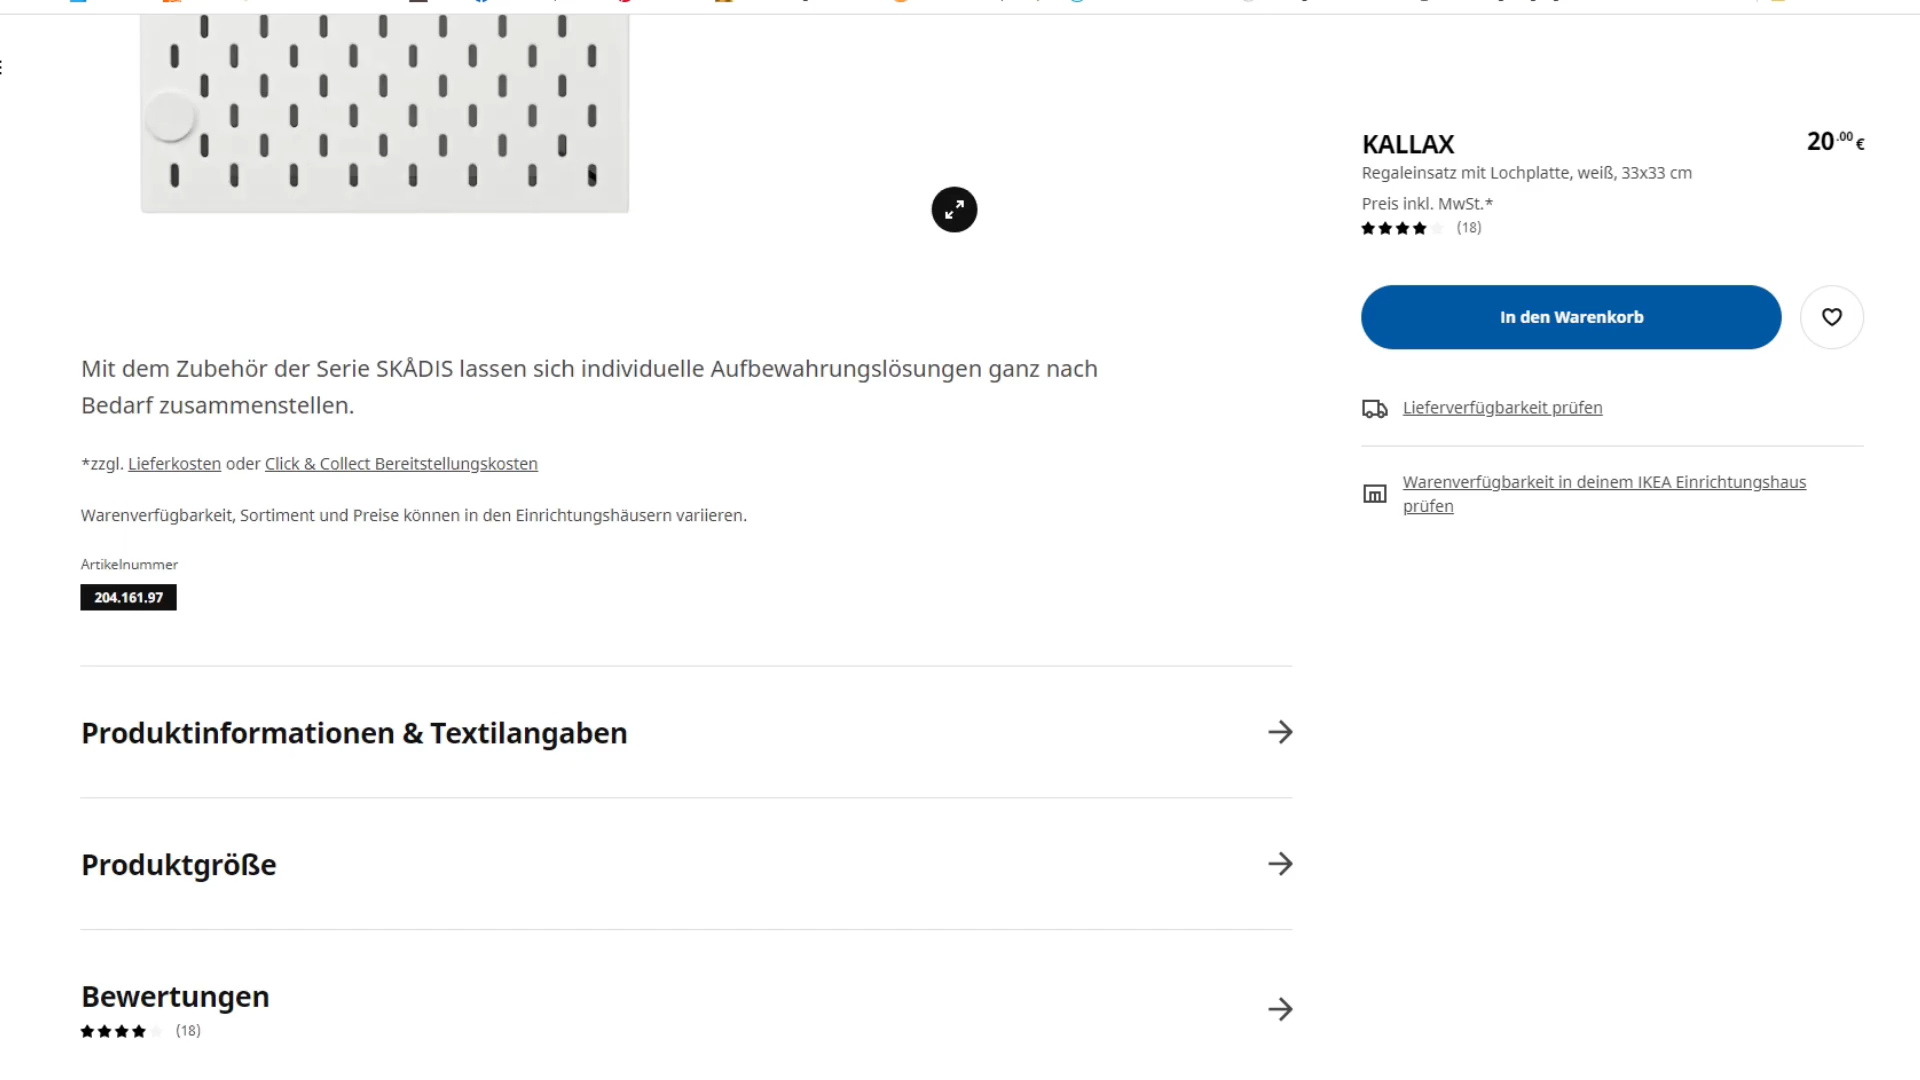 KALLAX
20.00 €
Regaleinsatz mit Lochplatte, weiß, 33x33 cm
Preis inkl. MwSt.*
(18)
In den Warenkorb
Lieferverfügbarkeit prüfen
Warenverfügbarkeit in deinem IKEA Einrichtungshaus
prüfen
Mit dem Zubehör der Serie SKÅDIS lassen sich individuelle Aufbewahrungslösungen ganz nach
Bedarf zusammenstellen.
*zzgl. Lieferkosten oder Click & Collect Bereitstellungskosten
Warenverfügbarkeit, Sortiment und Preise können in den Einrichtungshäusern variieren.
Artikelnummer
204.161.97
Produktinformationen & Textilangaben
Produktgröße
Bewertungen
(18)